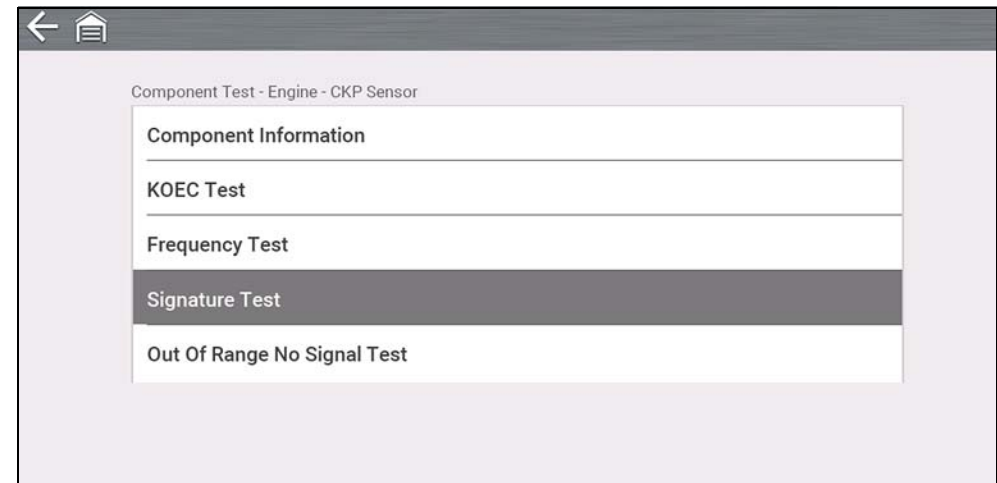 Component Test - Engine - CKP Sensor
Component Information
KOEC Test
Frequency Test
Signature Test
Out Of Range No Signal Test